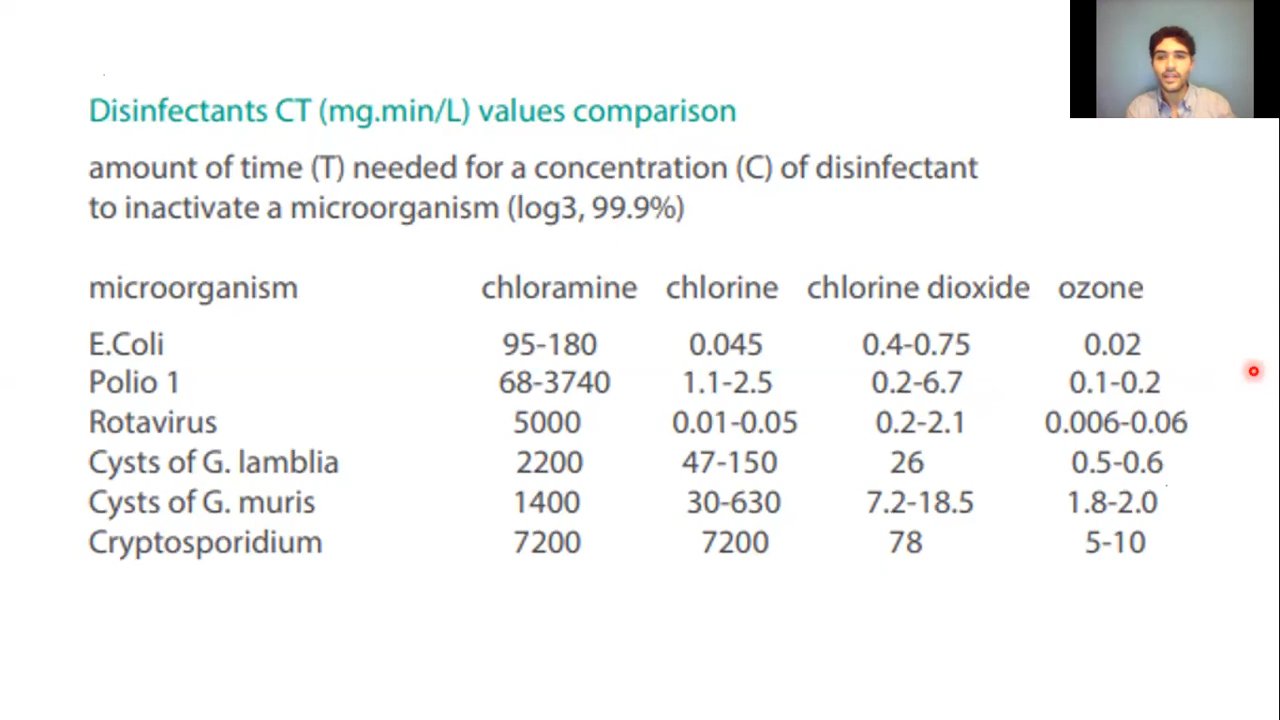 Disinfectants CT (mg.min/L) values comparison
amount of time (T) needed for a concentration (C) of disinfectant
to inactivate a microorganism (log3, 99.9%)
microorganism chloramine chlorine chlorine dioxide ozone
E.Coli 95-180 0.045 0.4-0.75 0.02
Polio 1 68-3740 1.1-2.5 0.2-6.7 0.1-0.2
Rotavirus 5000 0.01-0.05 0.2-2.1 0.006-0.06
Cysts of G. lamblia 2200 47-150 26 0.5-0.6
Cysts of G. muris 1400 30-630 7.2-18.5 1.8-2.0
Cryptosporidium 7200 7200 78 5-10